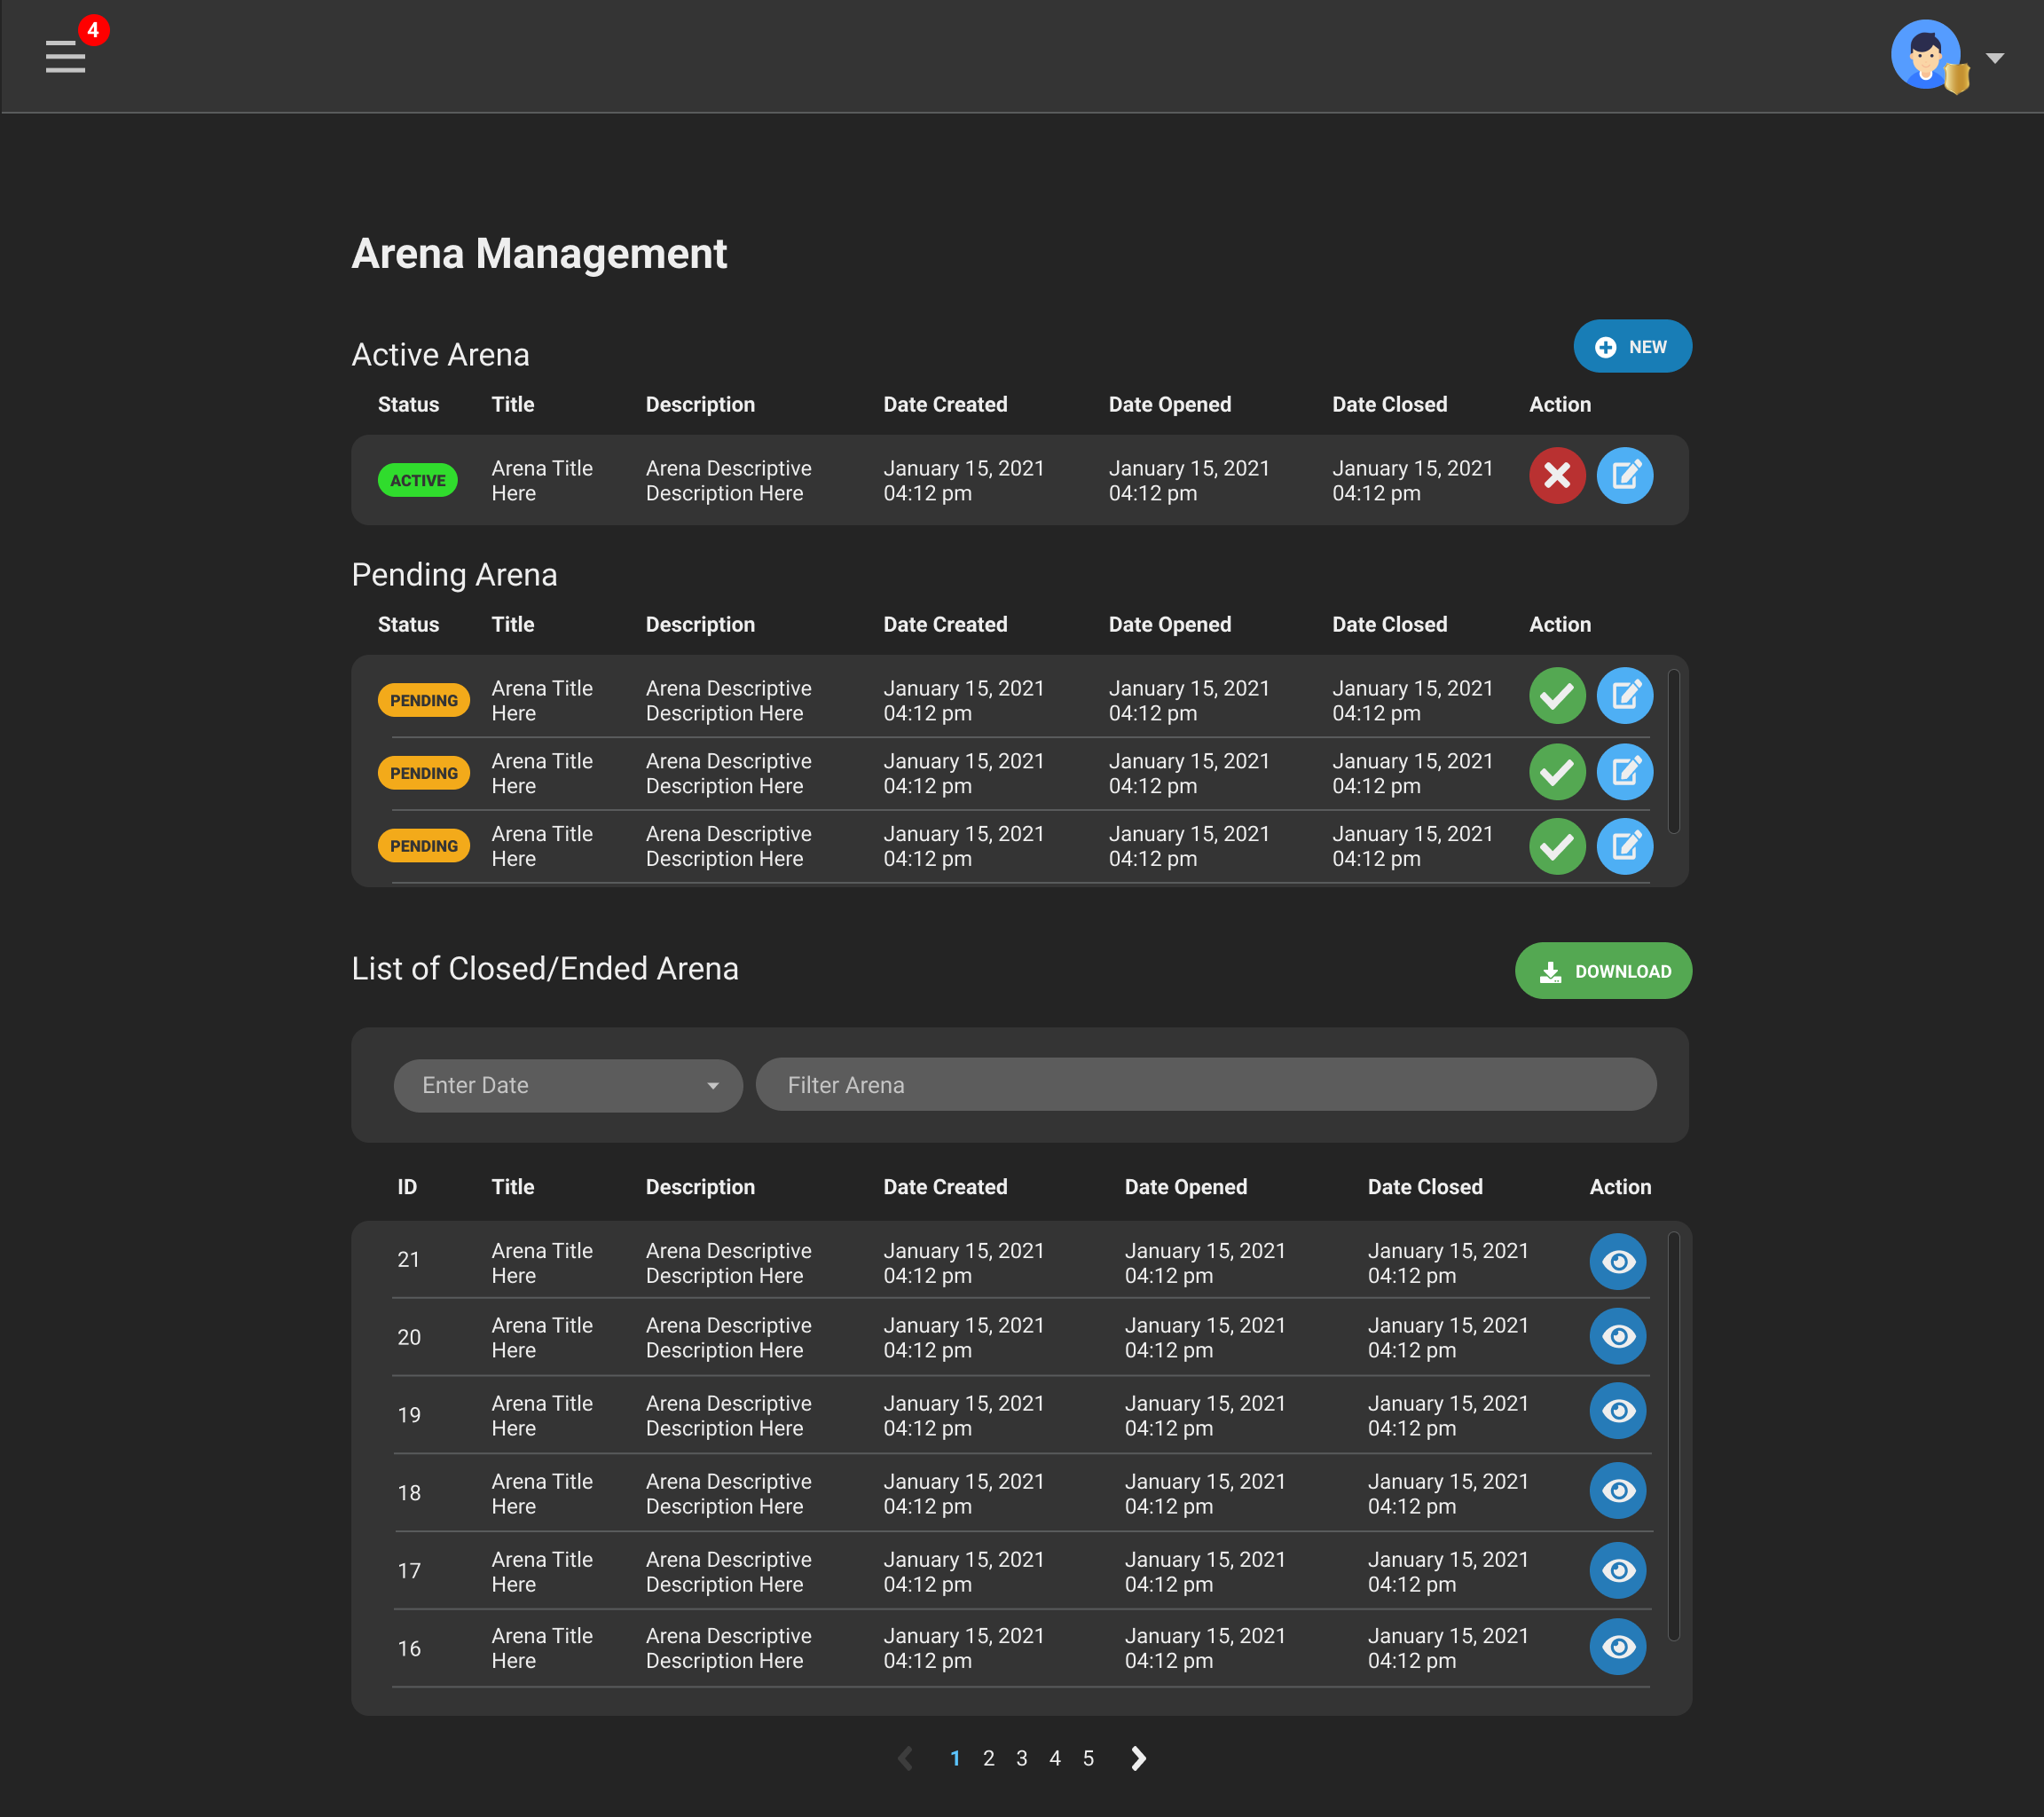 4
Arena Management
Active Arena
NEW
Status Title Description Date Created Date Opened Date Closed Action
ACTIVE
Arena Title Arena Descriptive January 15, 2021 January 15, 2021 January 15, 2021
Here Description Here 04:12 pm 04:12 pm 04:12 pm
Pending Arena
Status Title Description Date Created Date Opened Date Closed Action
PENDING
Arena Title Arena Descriptive January 15, 2021 January 15, 2021 January 15, 2021
Here Description Here 04:12 pm 04:12 pm 04:12 pm
PENDING
Arena Title Arena Descriptive January 15, 2021 January 15, 2021 January 15, 2021
Here Description Here 04:12 pm 04:12 pm 04:12 pm
PENDING
Arena Title Arena Descriptive January 15, 2021 January 15, 2021 January 15, 2021
Here Description Here 04:12 pm 04:12 pm 04:12 pm
List of Closed/Ended Arena
DOWNLOAD
Enter Date
Filter Arena
ID Title Description Date Created Date Opened Date Closed Action
21
Arena Title Arena Descriptive January 15, 2021 January 15, 2021 January 15, 2021
Here Description Here 04:12 pm 04:12 pm 04:12 pm
20
Arena Title Arena Descriptive January 15, 2021 January 15, 2021 January 15, 2021
Here Description Here 04:12 pm 04:12 pm 04:12 pm
19
Arena Title Arena Descriptive January 15, 2021 January 15, 2021 January 15, 2021
Here Description Here 04:12 pm 04:12 pm 04:12 pm
18
Arena Title Arena Descriptive January 15, 2021 January 15, 2021 January 15, 2021
Here Description Here 04:12 pm 04:12 pm 04:12 pm
17
Arena Title Arena Descriptive January 15, 2021 January 15, 2021 January 15, 2021
Here Description Here 04:12 pm 04:12 pm 04:12 pm
16
Arena Title Arena Descriptive January 15, 2021 January 15, 2021 January 15, 2021
Here Description Here 04:12 pm 04:12 pm 04:12 pm
1 2 3 4 5